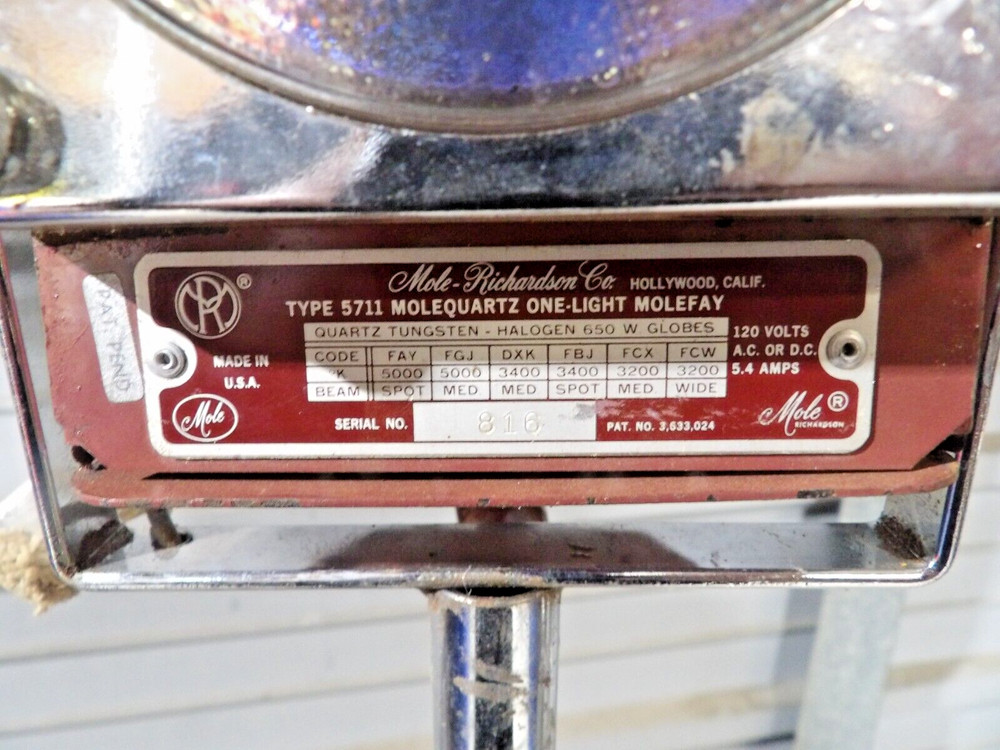 PAT. PEND.
MR ®
Mole-Richardson Co. HOLLYWOOD, CALIF.
TYPE 5711 MOLEQUARTZ ONE-LIGHT MOLEFAY
QUARTZ TUNGSTEN - HALOGEN 650 W GLOBES
CODE FAY FGJ DXK FBJ FCX FCW
°K 5000 5000 3400 3400 3200 3200
BEAM SPOT MED MED SPOT MED WIDE
120 VOLTS
A.C. OR D.C.
5.4 AMPS
MADE IN
U.S.A.
Mole
SERIAL NO. 816 PAT. NO. 3,633,024
Mole ®
RICHARDSON